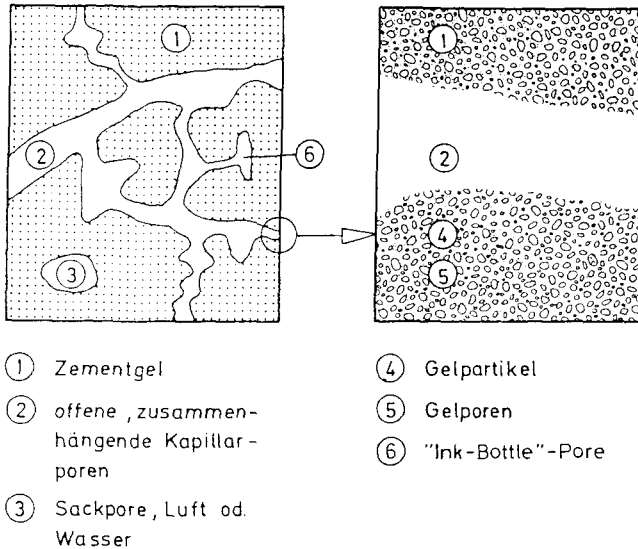 1
1
2
6
2
4
3
5
1 Zementgel
2 offene, zusammen-
hängende Kapillar-
poren
3 Sackpore, Luft od.
Wasser
4 Gelpartikel
5 Gelporen
6 "Ink-Bottle"-Pore